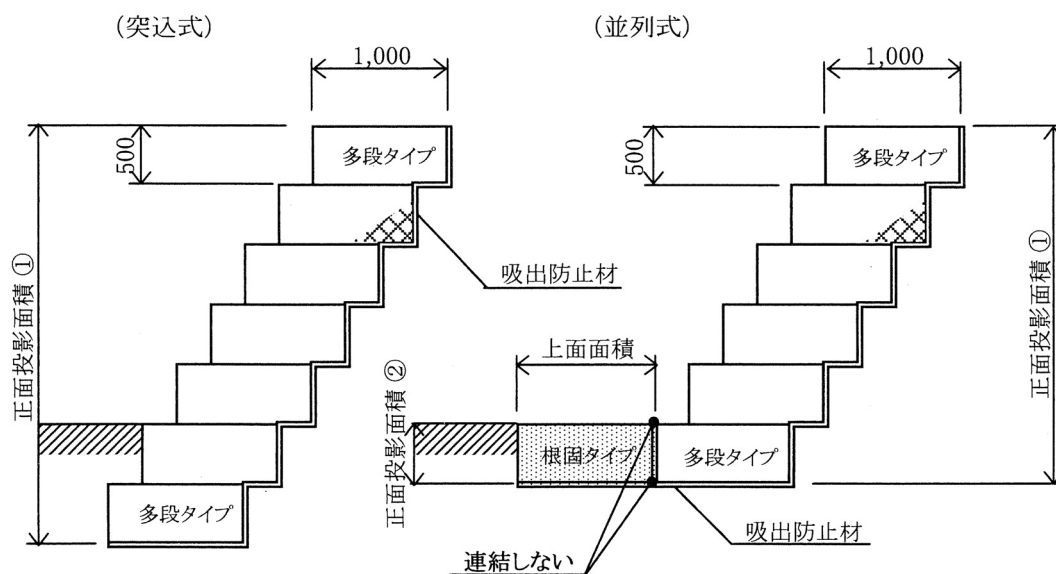 (突込式)
1,000
500
多段タイプ
正面投影面積 ①
吸出防止材
多段タイプ
(並列式)
1,000
500
多段タイプ
正面投影面積 ①
上面面積
正面投影面積 ②
根固タイプ
多段タイプ
吸出防止材
連結しない